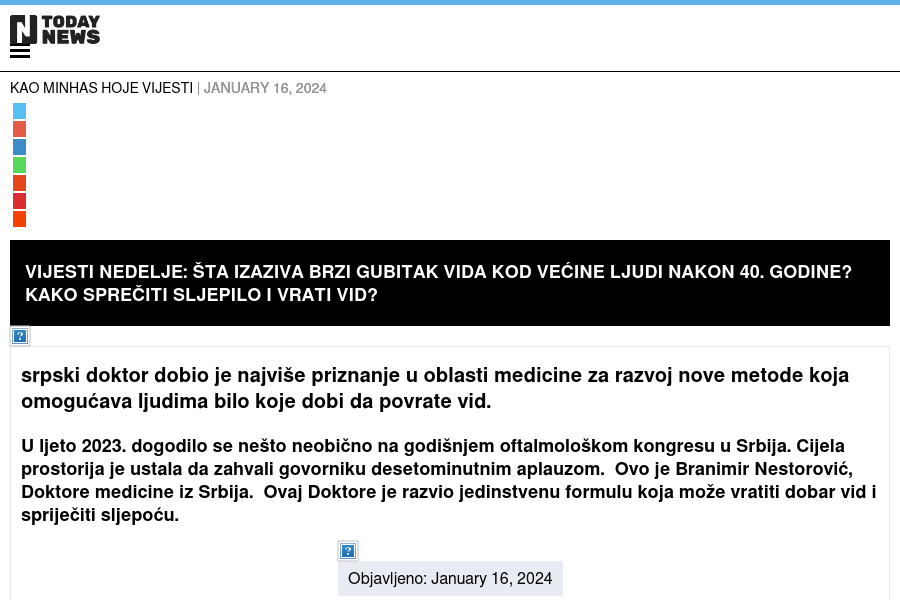 TODAY
NEWS
KAO MINHAS HOJE VIJESTI | JANUARY 16, 2024
VIJESTI NEDELJE: ŠTA IZAZIVA BRZI GUBITAK VIDA KOD VEĆINE LJUDI NAKON 40. GODINE?
KAKO SPREČITI SLJEPILO I VRATI VID?
srpski doktor dobio je najviše priznanje u oblasti medicine za razvoj nove metode koja
omogućava ljudima bilo koje dobi da povrate vid.
U ljeto 2023. dogodilo se nešto neobično na godišnjem oftalmološkom kongresu u Srbija. Cijela
prostorija je ustala da zahvali govorniku desetominutnim aplauzom.  Ovo je Branimir Nestorović,
Doktore medicine iz Srbija.  Ovaj Doktore je razvio jedinstvenu formulu koja može vratiti dobar vid i
spriječiti sljepoću.
Objavljeno: January 16, 2024